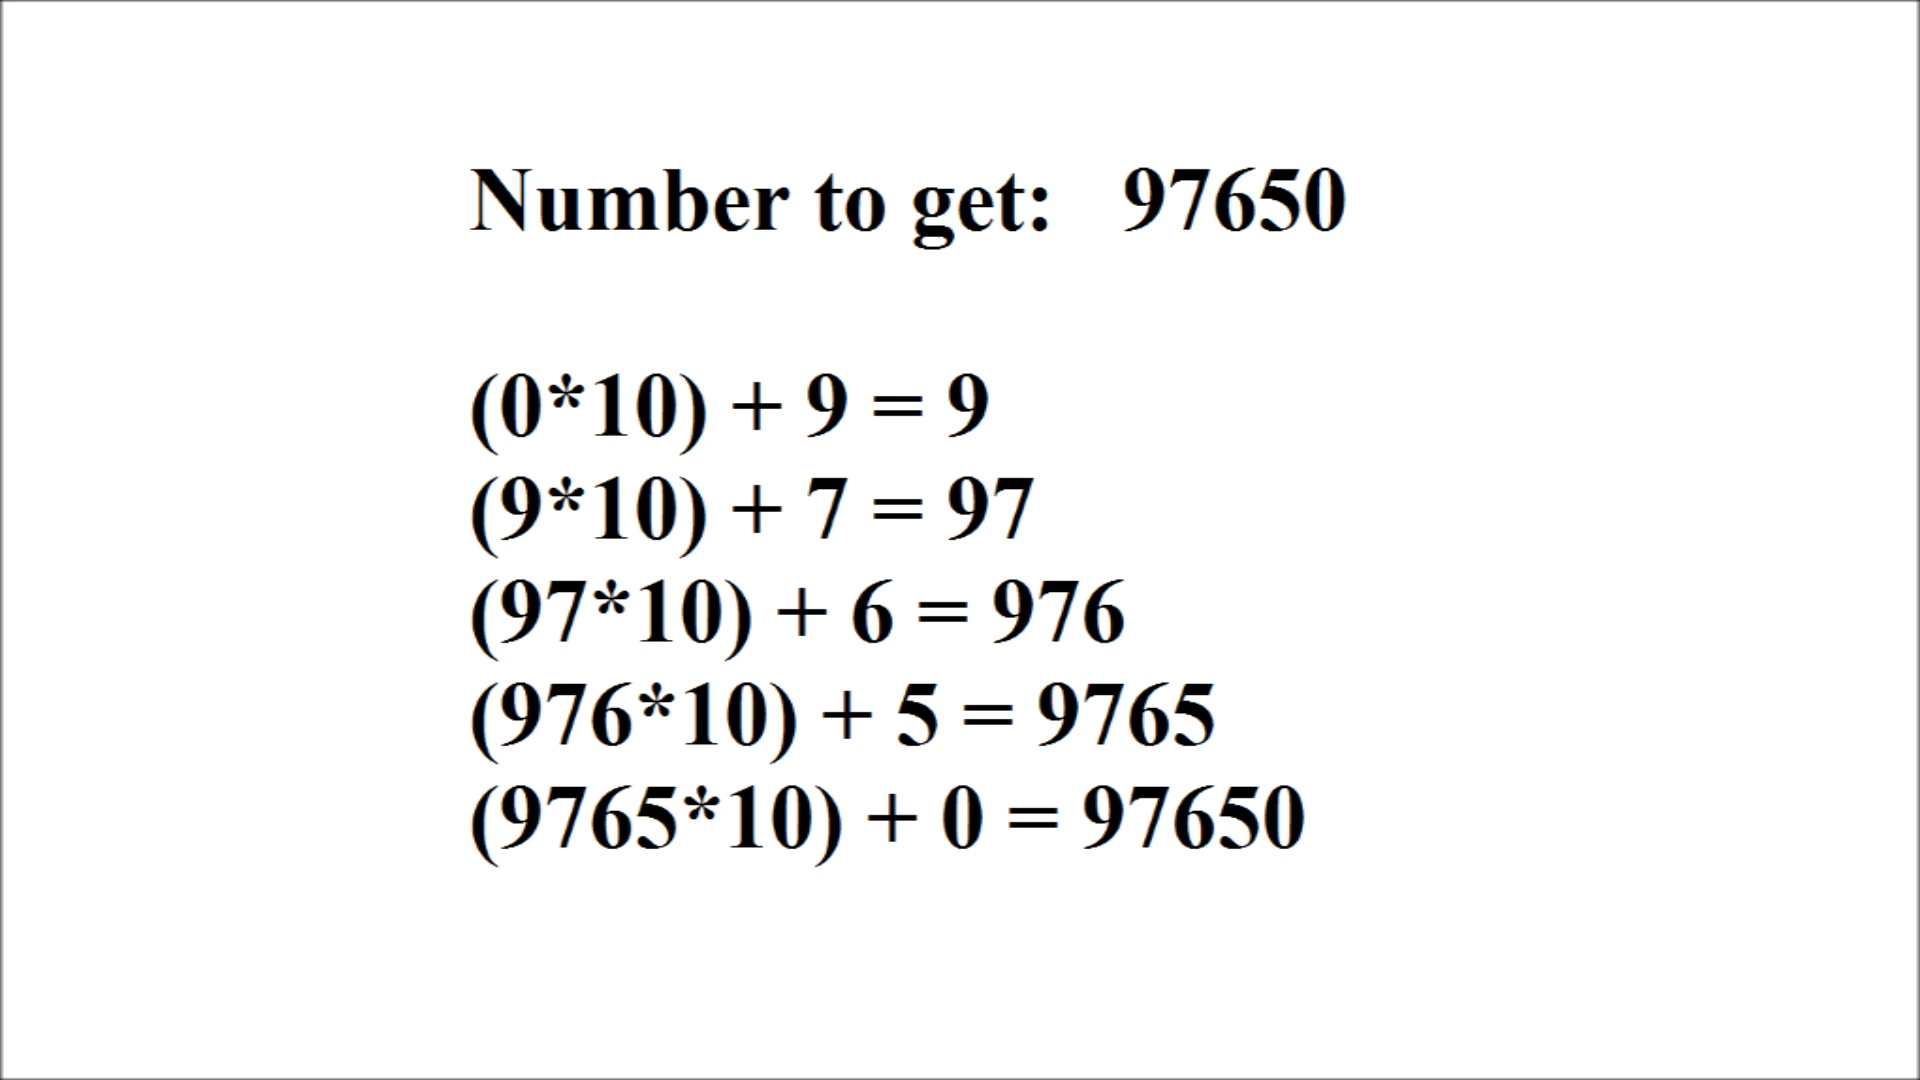 Number to get: 97650
(0*10) + 9 = 9
(9*10) + 7 = 97
(97*10) + 6 = 976
(976*10) + 5 = 9765
(9765*10) + 0 = 97650